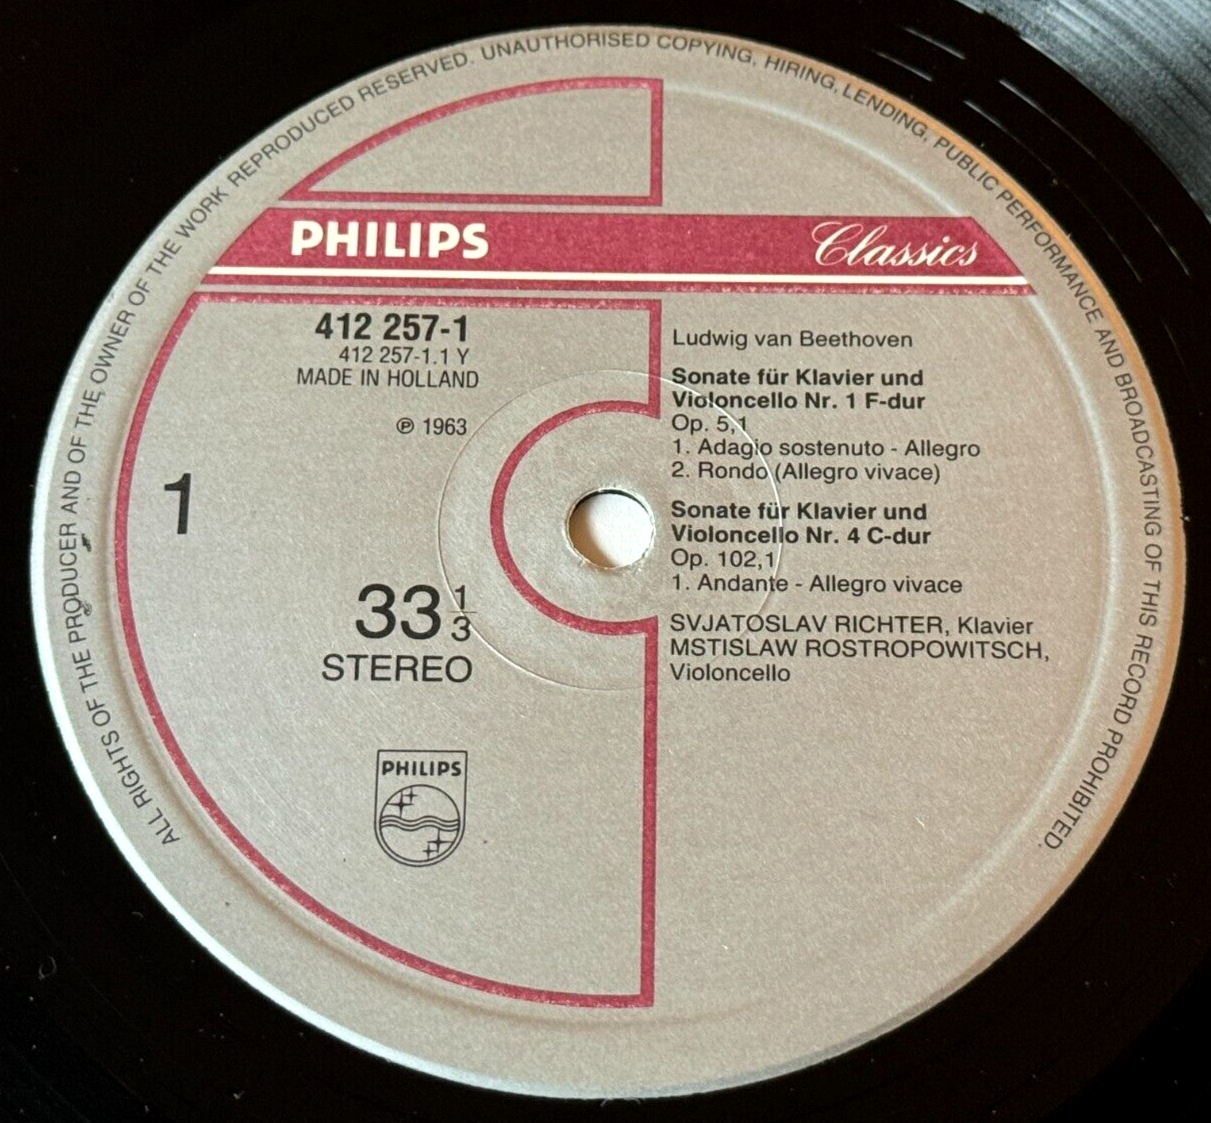 ALL RIGHTS OF THE PRODUCER AND OF THE OWNER OF THE WORK REPRODUCED RESERVED. UNAUTHORISED COPYING, HIRING, LENDING, PUBLIC PERFORMANCE AND BROADCASTING OF THIS RECORD PROHIBITED.
PHILIPS
Classics
412 257-1
412 257-1.1 Y
MADE IN HOLLAND
℗ 1963
1
33 1/3
STEREO
PHILIPS
Ludwig van Beethoven
Sonate für Klavier und
Violoncello Nr. 1 F-dur
Op. 5,1
1. Adagio sostenuto - Allegro
2. Rondo (Allegro vivace)
Sonate für Klavier und
Violoncello Nr. 4 C-dur
Op. 102,1
1. Andante - Allegro vivace
SVJATOSLAV RICHTER, Klavier
MSTISLAW ROSTROPOWITSCH,
Violoncello